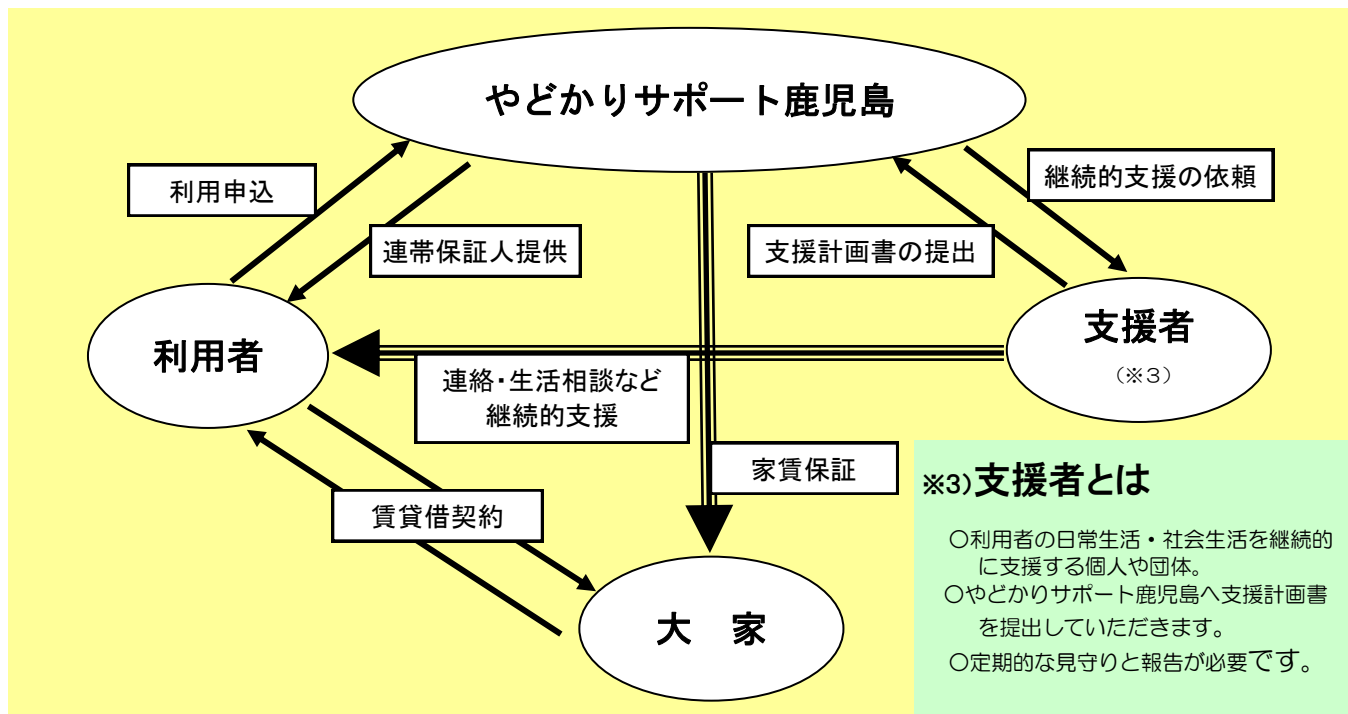 やどかりサポート鹿児島
利用申込
継続的支援の依頼
連帯保証人提供
支援計画書の提出
利用者
支援者
(※3)
連絡・生活相談など
継続的支援
家賃保証
賃貸借契約
大　家
※3)支援者とは
〇利用者の日常生活・社会生活を継続的
に支援する個人や団体。
〇やどかりサポート鹿児島へ支援計画書
を提出していただきます。
〇定期的な見守りと報告が必要です。